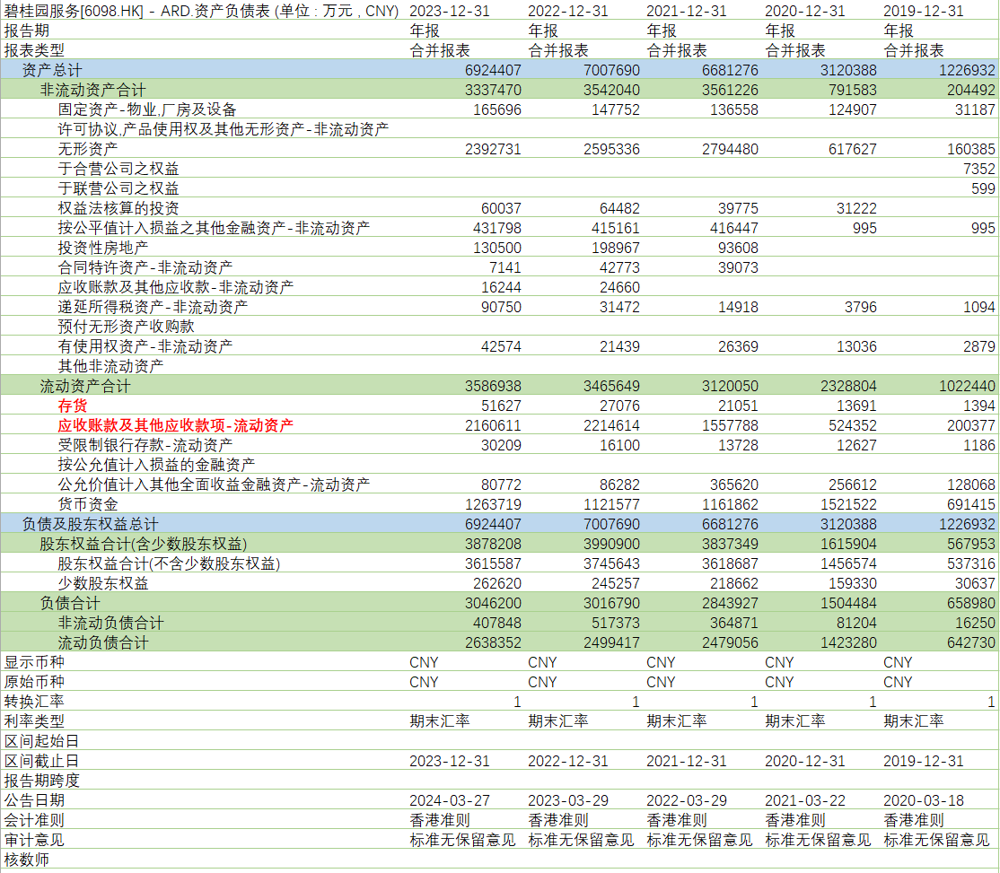 碧桂园服务[6098.HK] - ARD.资产负债表 (单位 : 万元 , CNY) 2023-12-31 2022-12-31 2021-12-31 2020-12-31 2019-12-31
报告期 年报 年报 年报 年报 年报
报表类型 合并报表 合并报表 合并报表 合并报表 合并报表
资产总计 6924407 7007690 6681276 3120388 1226932
非流动资产合计 3337470 3542040 3561226 791583 204492
固定资产-物业,厂房及设备 165696 147752 136558 124907 31187
许可协议,产品使用权及其他无形资产-非流动资产
无形资产 2392731 2595336 2794480 617627 160385
于合营公司之权益 7352
于联营公司之权益 599
权益法核算的投资 60037 64482 39775 31222
按公平值计入损益之其他金融资产-非流动资产 431798 415161 416447 995 995
投资性房地产 130500 198967 93608
合同特许资产-非流动资产 7141 42773 39073
应收账款及其他应收款-非流动资产 16244 24660
递延所得税资产-非流动资产 90750 31472 14918 3796 1094
预付无形资产收购款
有使用权资产-非流动资产 42574 21439 26369 13036 2879
其他非流动资产
流动资产合计 3586938 3465649 3120050 2328804 1022440
存货 51627 27076 21051 13691 1394
应收账款及其他应收款项-流动资产 2160611 2214614 1557788 524352 200377
受限制银行存款-流动资产 30209 16100 13728 12627 1186
按公允值计入损益的金融资产
公允价值计入其他全面收益金融资产-流动资产 80772 86282 365620 256612 128068
货币资金 1263719 1121577 1161862 1521522 691415
负债及股东权益总计 6924407 7007690 6681276 3120388 1226932
股东权益合计(含少数股东权益) 3878208 3990900 3837349 1615904 567953
股东权益合计(不含少数股东权益) 3615587 3745643 3618687 1456574 537316
少数股东权益 262620 245257 218662 159330 30637
负债合计 3046200 3016790 2843927 1504484 658980
非流动负债合计 407848 517373 364871 81204 16250
流动负债合计 2638352 2499417 2479056 1423280 642730
显示币种 CNY CNY CNY CNY CNY
原始币种 CNY CNY CNY CNY CNY
转换汇率 1 1 1 1 1
利率类型 期末汇率 期末汇率 期末汇率 期末汇率 期末汇率
区间起始日
区间截止日 2023-12-31 2022-12-31 2021-12-31 2020-12-31 2019-12-31
报告期跨度
公告日期 2024-03-27 2023-03-29 2022-03-29 2021-03-22 2020-03-18
会计准则 香港准则 香港准则 香港准则 香港准则 香港准则
审计意见 标准无保留意见 标准无保留意见 标准无保留意见 标准无保留意见 标准无保留意见
核数师